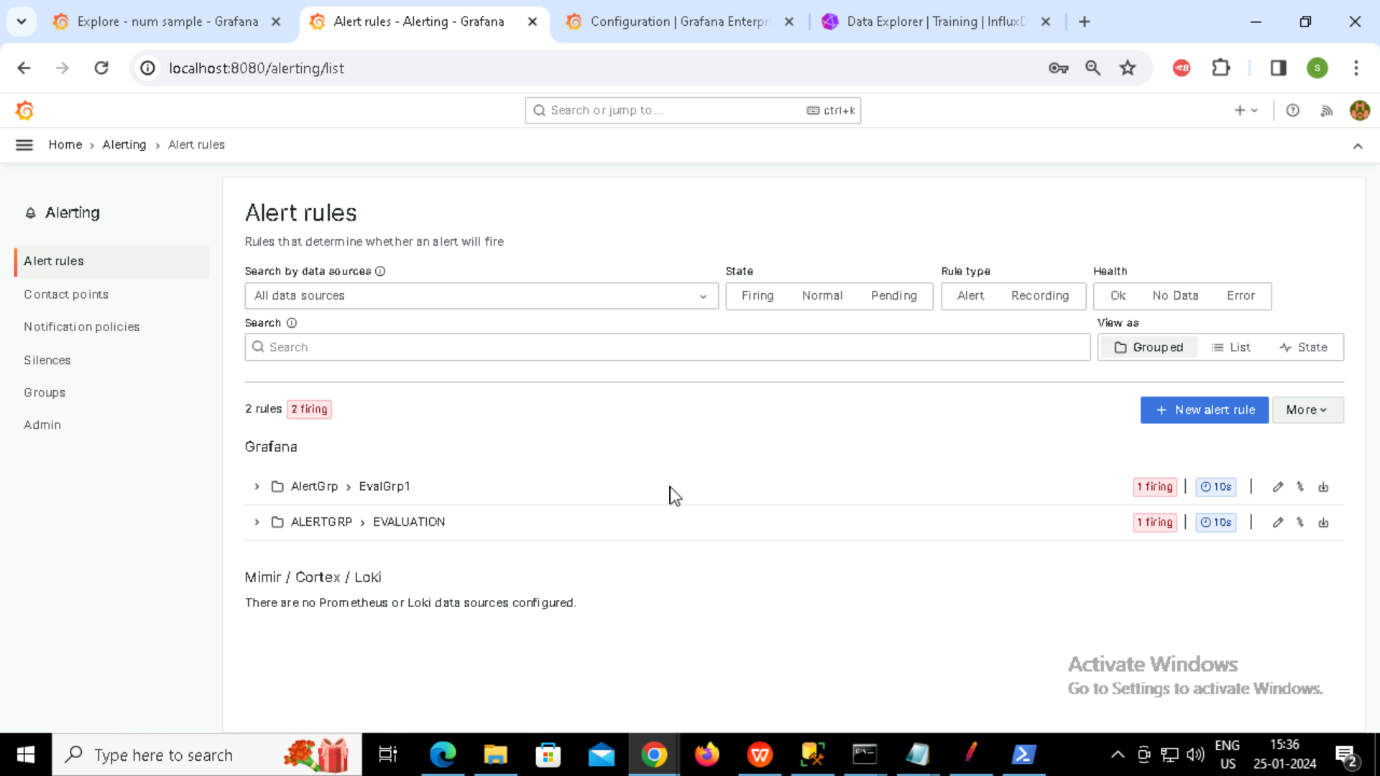 Explore - num sample - Grafana
Alert rules - Alerting - Grafana
Configuration | Grafana Enterpri
Data Explorer | Training | InfluxD
localhost:8080/alerting/list
S
Search or jump to...
ctrl+k
Home › Alerting › Alert rules
Alerting
Alert rules
Contact points
Notification policies
Silences
Groups
Admin
Alert rules
Rules that determine whether an alert will fire
Search by data sources
All data sources
State
Firing Normal Pending
Rule type
Alert Recording
Health
Ok No Data Error
Search
Search
View as
Grouped List State
2 rules 2 firing
New alert rule More
Grafana
AlertGrp › EvalGrp1 1 firing | 10s |
ALERTGRP › EVALUATION 1 firing | 10s |
Mimir / Cortex / Loki
There are no Prometheus or Loki data sources configured.
Activate Windows
Go to Settings to activate Windows.
Type here to search
ENG
US
15:36
25-01-2024
2